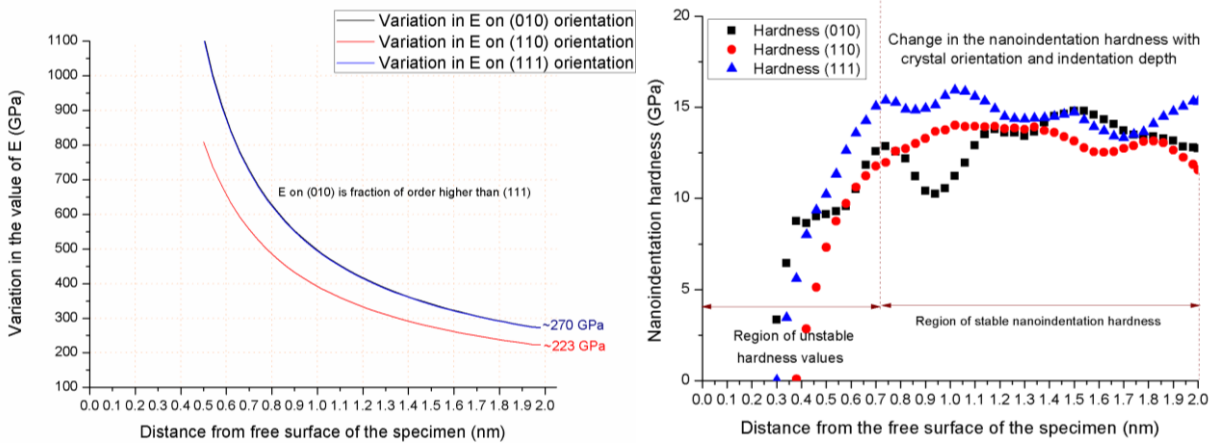 Variation in E on (010) orientation
Variation in E on (110) orientation
Variation in E on (111) orientation
Variation in the value of E (GPa)
1100
1000
900
800
700
600
500
400
300
200
100
E on (010) is fraction of order higher than (111)
~270 GPa
~223 GPa
0.0 0.1 0.2 0.3 0.4 0.5 0.6 0.7 0.8 0.9 1.0 1.1 1.2 1.3 1.4 1.5 1.6 1.7 1.8 1.9 2.0
Distance from free surface of the specimen (nm)
Nanoindentation hardness (GPa)
20
15
10
5
0
Hardness (010)
Hardness (110)
Hardness (111)
Change in the nanoindentation hardness with
crystal orientation and indentation depth
Region of unstable
hardness values
Region of stable nanoindentation hardness
0.0 0.1 0.2 0.3 0.4 0.5 0.6 0.7 0.8 0.9 1.0 1.1 1.2 1.3 1.4 1.5 1.6 1.7 1.8 1.9 2.0
Distance from free surface of the specimen (nm)